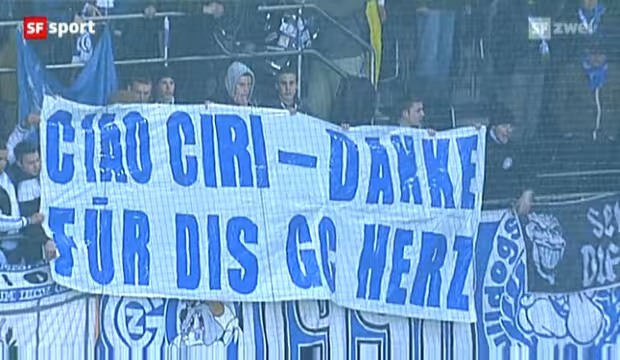 SF sport
SF zwei
CIAO CIRI - DANKE
FÜR DIS GC HERZ